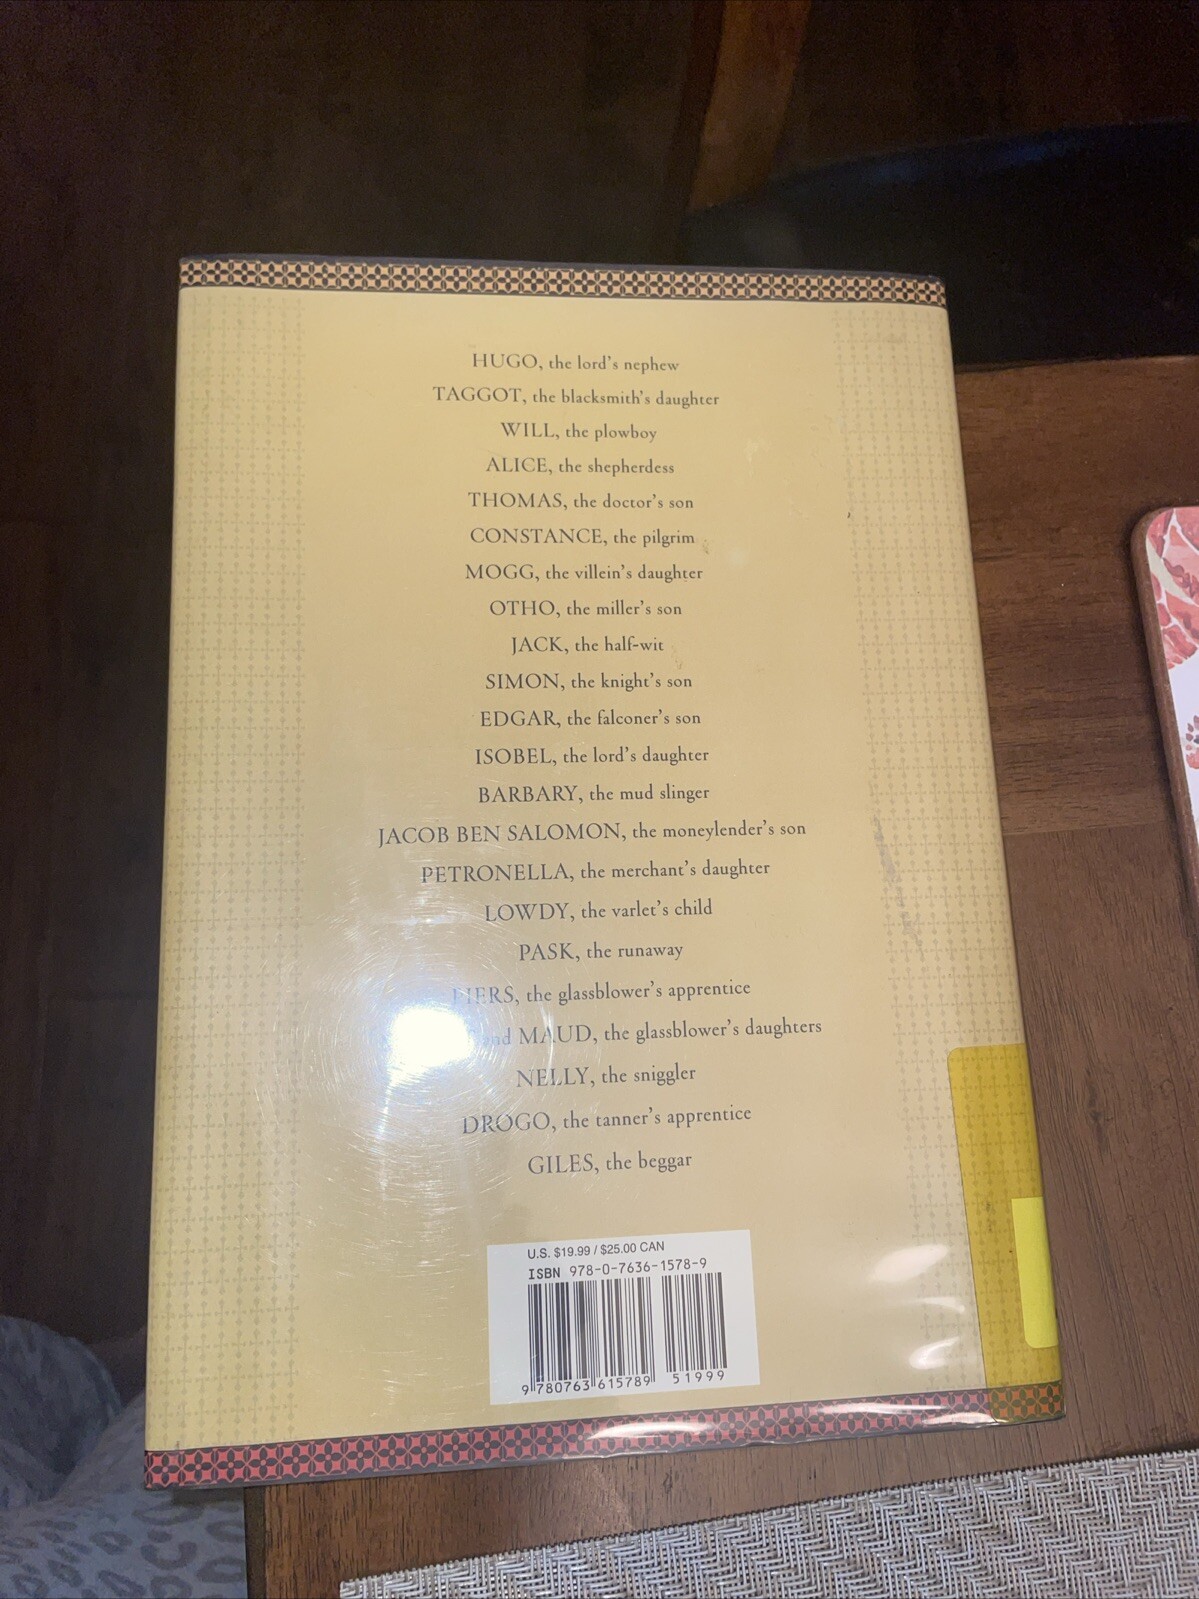 HUGO, the lord's nephew
TAGGOT, the blacksmith's daughter
WILL, the plowboy
ALICE, the shepherdess
THOMAS, the doctor's son
CONSTANCE, the pilgrim
MOGG, the villein's daughter
OTHO, the miller's son
JACK, the half-wit
SIMON, the knight's son
EDGAR, the falconer's son
ISOBEL, the lord's daughter
BARBARY, the mud slinger
JACOB BEN SALOMON, the moneylender's son
PETRONELLA, the merchant's daughter
LOWDY, the varlet's child
PASK, the runaway
PIERS, the glassblower's apprentice
and MAUD, the glassblower's daughters
NELLY, the sniggler
DROGO, the tanner's apprentice
GILES, the beggar
U.S. $19.99 / $25.00 CAN
ISBN 978-0-7636-1578-9
9 780763 615789 51999